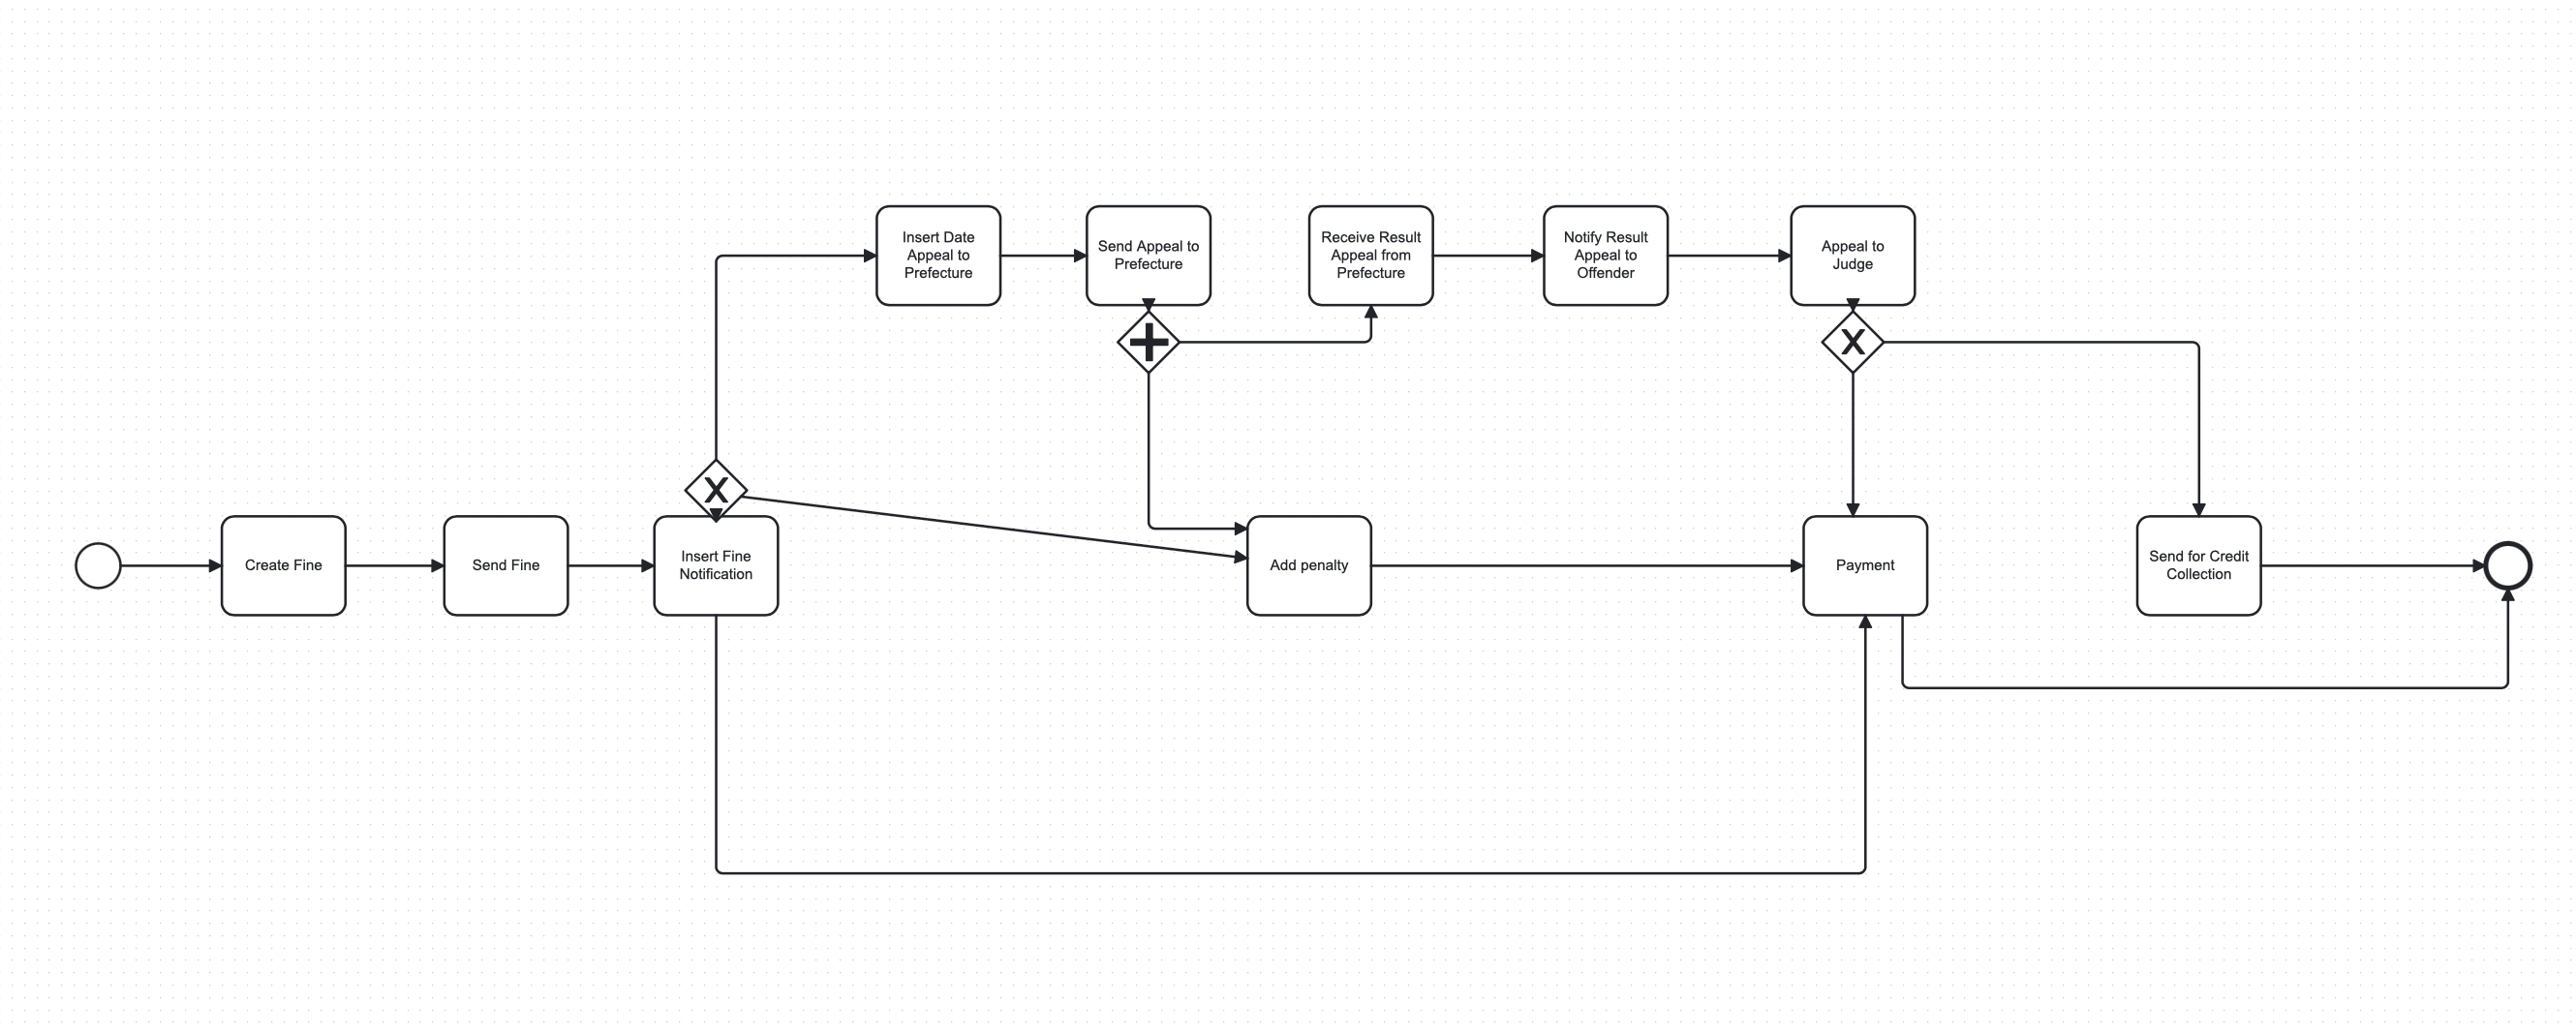 Insert Date
Appeal to
Prefecture
Send Appeal to
Prefecture
Receive Result
Appeal from
Prefecture
Notify Result
Appeal to
Offender
Appeal to
Judge
X
X
Create Fine
Send Fine
Insert Fine
Notification
Add penalty
Payment
Send for Credit
Collection